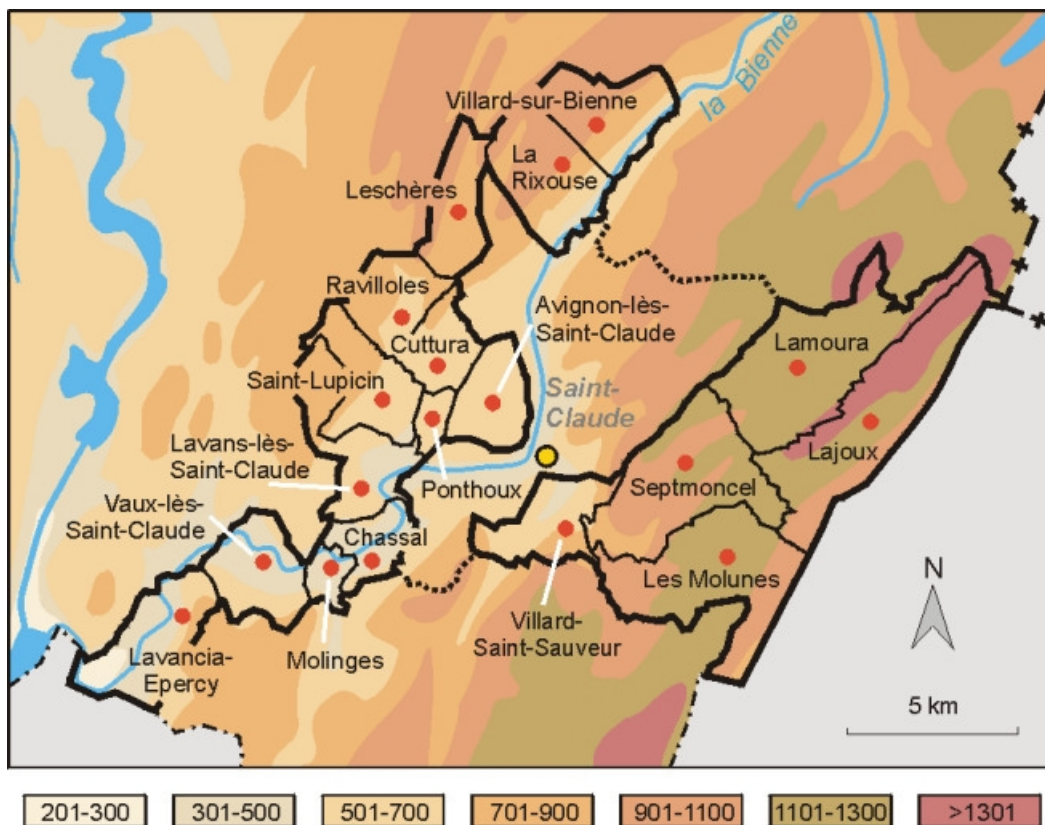 la Bienne
Villard-sur-Bienne
La
Rixouse
Leschères
Ravilloles
Avignon-lès-
Saint-Claude
Cuttura
Lamoura
Saint-Lupicin
Saint-
Claude
Lajoux
Lavans-lès-
Saint-Claude
Septmoncel
Ponthoux
Vaux-lès-
Saint-Claude
Chassal
Les Molunes
N
Villard-
Saint-Sauveur
Molinges
Lavancia-
Epercy
5 km
201-300
301-500
501-700
701-900
901-1100
1101-1300
>1301